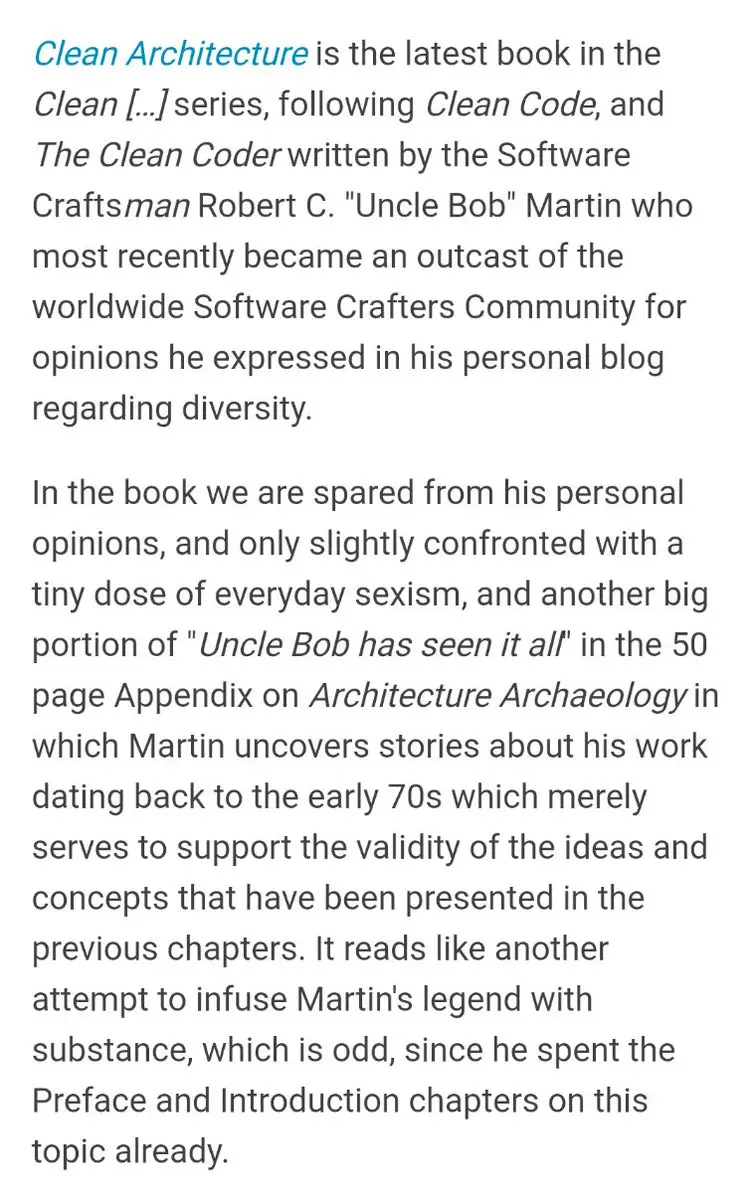 Clean Architecture is the latest book in the
Clean [...] series, following Clean Code, and
The Clean Coder written by the Software
Craftsman Robert C. "Uncle Bob" Martin who
most recently became an outcast of the
worldwide Software Crafters Community for
opinions he expressed in his personal blog
regarding diversity.
In the book we are spared from his personal
opinions, and only slightly confronted with a
tiny dose of everyday sexism, and another big
portion of "Uncle Bob has seen it all" in the 50
page Appendix on Architecture Archaeology in
which Martin uncovers stories about his work
dating back to the early 70s which merely
serves to support the validity of the ideas and
concepts that have been presented in the
previous chapters. It reads like another
attempt to infuse Martin's legend with
substance, which is odd, since he spent the
Preface and Introduction chapters on this
topic already.